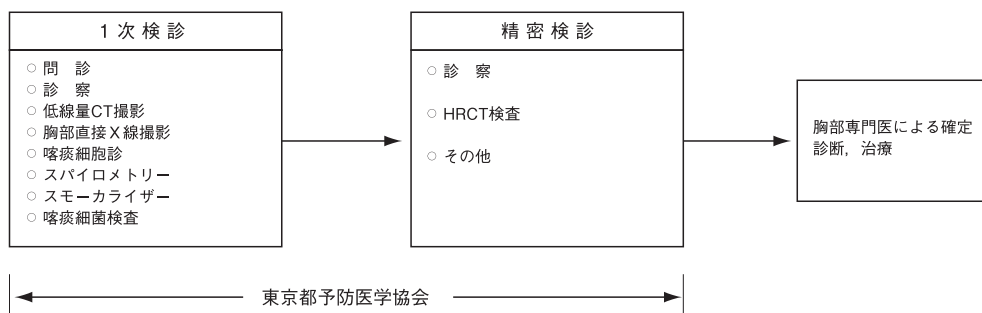 1次検診
○ 問　診
○ 診　察
○ 低線量CT撮影
○ 胸部直接X線撮影
○ 喀痰細胞診
○ スパイロメトリー
○ スモーカライザー
○ 喀痰細菌検査
精密検診
○ 診　察
○ HRCT検査
○ その他
胸部専門医による確定
診断，治療
東京都予防医学協会